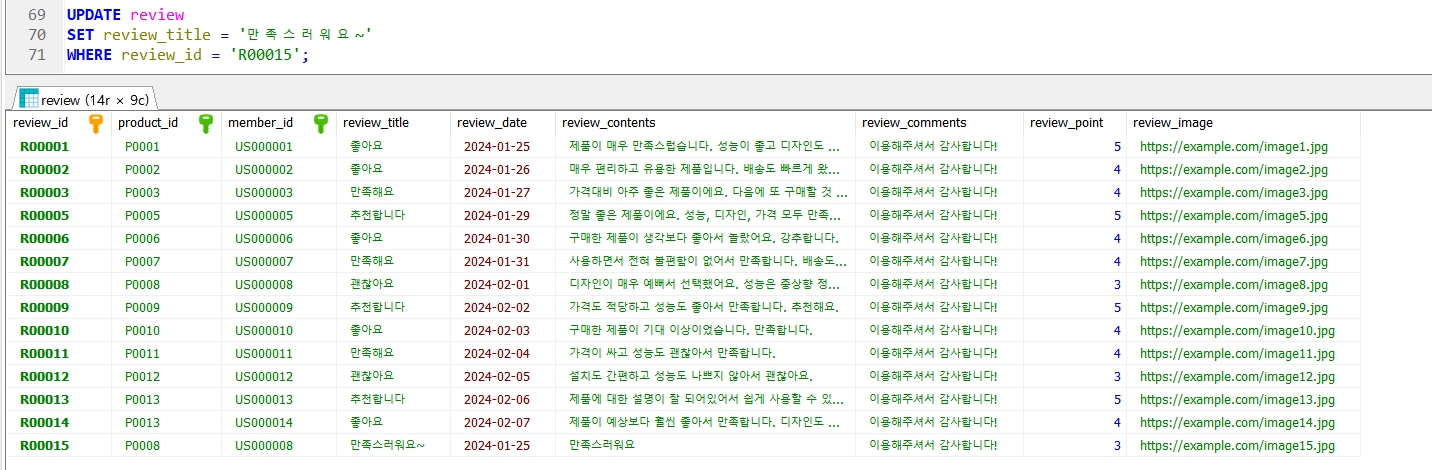 69 UPDATE review
70 SET review_title = '만족스러워요~'
71 WHERE review_id = 'R00015';
review (14r × 9c)
review_id product_id member_id review_title review_date review_contents review_comments review_point review_image
R00001 P0001 US000001 좋아요 2024-01-25 제품이 매우 만족스럽습니다. 성능이 좋고 디자인도 ... 이용해주셔서 감사합니다! 5 https://example.com/image1.jpg
R00002 P0002 US000002 좋아요 2024-01-26 매우 편리하고 유용한 제품입니다. 배송도 빠르게 왔... 이용해주셔서 감사합니다! 4 https://example.com/image2.jpg
R00003 P0003 US000003 만족해요 2024-01-27 가격대비 아주 좋은 제품이에요. 다음에 또 구매할 것 ... 이용해주셔서 감사합니다! 4 https://example.com/image3.jpg
R00005 P0005 US000005 추천합니다 2024-01-29 정말 좋은 제품이에요. 성능, 디자인, 가격 모두 만족... 이용해주셔서 감사합니다! 5 https://example.com/image5.jpg
R00006 P0006 US000006 좋아요 2024-01-30 구매한 제품이 생각보다 좋아서 놀랐어요. 강추합니다. 이용해주셔서 감사합니다! 4 https://example.com/image6.jpg
R00007 P0007 US000007 만족해요 2024-01-31 사용하면서 전혀 불편함이 없어서 만족합니다. 배송도... 이용해주셔서 감사합니다! 4 https://example.com/image7.jpg
R00008 P0008 US000008 괜찮아요 2024-02-01 디자인이 매우 예뻐서 선택했어요. 성능은 중상향 정... 이용해주셔서 감사합니다! 3 https://example.com/image8.jpg
R00009 P0009 US000009 추천합니다 2024-02-02 가격도 적당하고 성능도 좋아서 만족합니다. 추천해요. 이용해주셔서 감사합니다! 5 https://example.com/image9.jpg
R00010 P0010 US000010 좋아요 2024-02-03 구매한 제품이 기대 이상이었습니다. 만족합니다. 이용해주셔서 감사합니다! 4 https://example.com/image10.jpg
R00011 P0011 US000011 만족해요 2024-02-04 가격이 싸고 성능도 괜찮아서 만족합니다. 이용해주셔서 감사합니다! 4 https://example.com/image11.jpg
R00012 P0012 US000012 괜찮아요 2024-02-05 설치도 간편하고 성능도 나쁘지 않아서 괜찮아요. 이용해주셔서 감사합니다! 3 https://example.com/image12.jpg
R00013 P0013 US000013 추천합니다 2024-02-06 제품에 대한 설명이 잘 되어있어서 쉽게 사용할 수 있... 이용해주셔서 감사합니다! 5 https://example.com/image13.jpg
R00014 P0013 US000014 좋아요 2024-02-07 제품이 예상보다 훨씬 좋아서 만족합니다. 디자인도 ... 이용해주셔서 감사합니다! 4 https://example.com/image14.jpg
R00015 P0008 US000008 만족스러워요~ 2024-01-25 만족스러워요 이용해주셔서 감사합니다! 3 https://example.com/image15.jpg